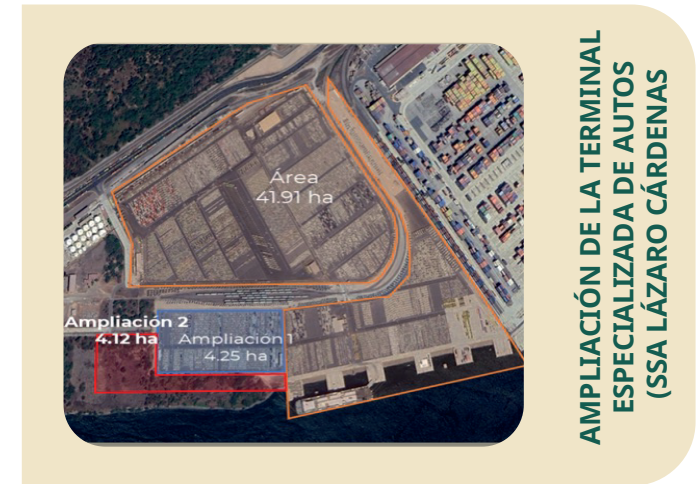 Área
41.91 ha
Ampliación 2
4.12 ha
Ampliación 1
4.25 ha
AMPLIACIÓN DE LA TERMINAL
ESPECIALIZADA DE AUTOS
(SSA LÁZARO CÁRDENAS